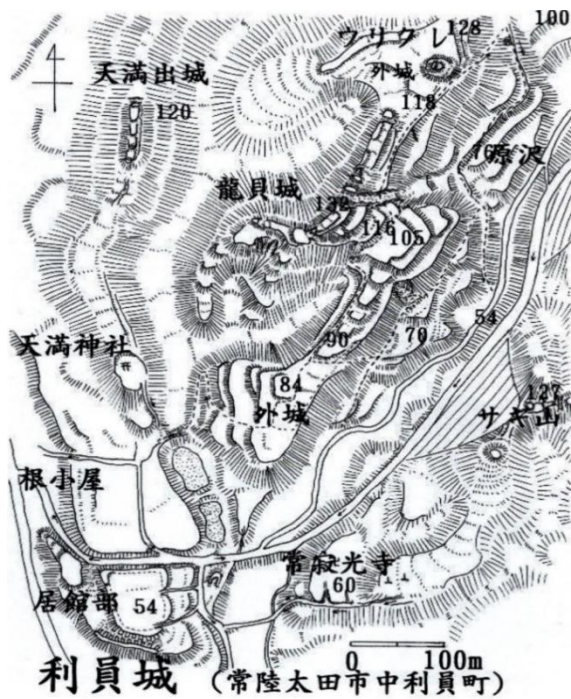 100
ウリクレ 128
外城
天満出城
120
118
76 原沢
龍貝城
132
116
105
54
90
70
天満神社
84
外城
127
サキ山
根小屋
常寂光寺
60
居館部
54
利員城
(常陸太田市中利員町)
0 100m